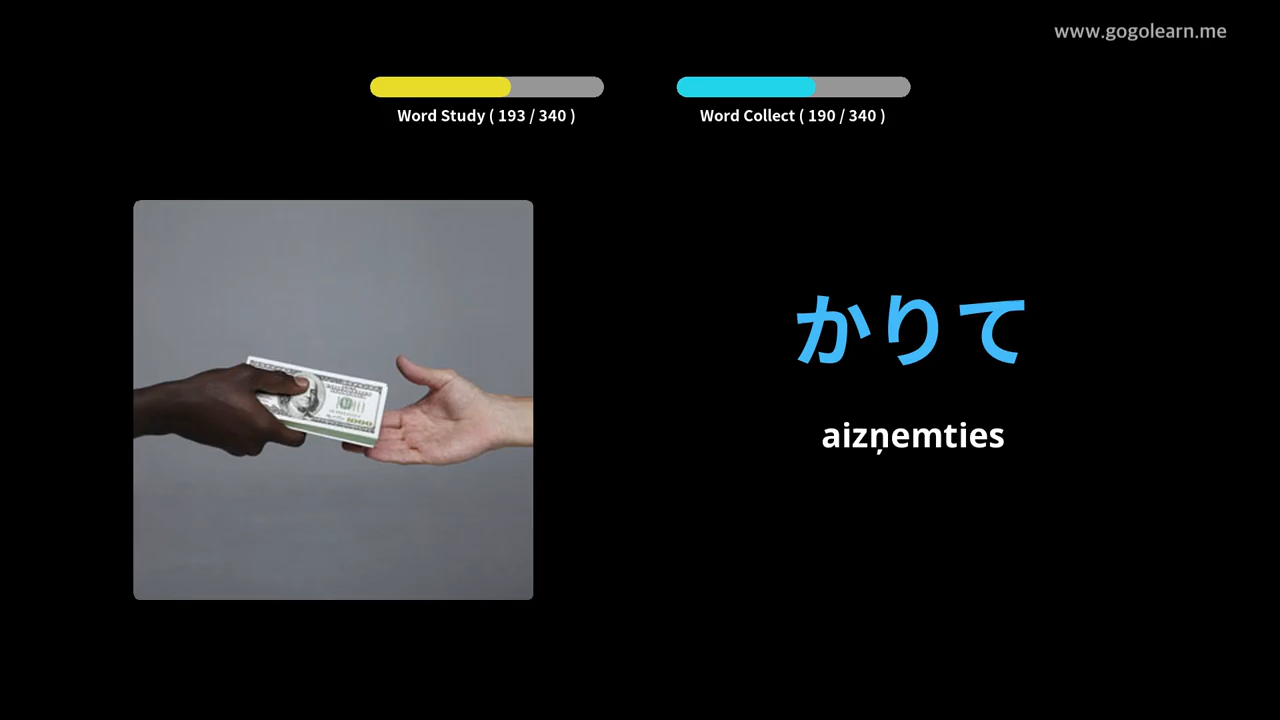 www.gogolearn.me
Word Study ( 193 / 340 )
Word Collect ( 190 / 340 )
かりて
aizņemties